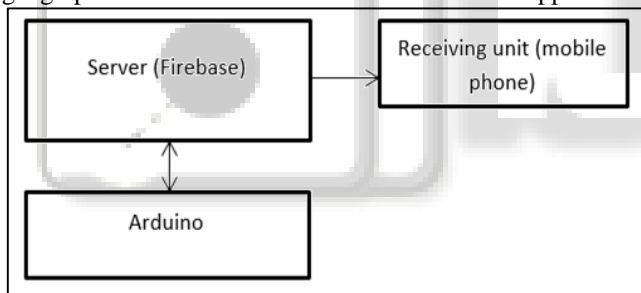 Server (Firebase)
Receiving unit (mobile
phone)
Arduino